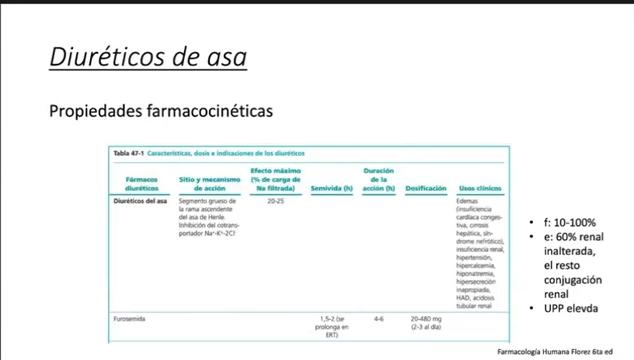 Diuréticos de asa
Propiedades farmacocinéticas
Tabla 47-1 Características, dosis e indicaciones de los diuréticos
Fármacos
diuréticos
Sitio y mecanismo
de acción
Efecto máximo
(% de carga de
Na filtrada)
Semivida (h)
Duración
de la
acción (h)
Dosificación
Usos clínicos
Diuréticos del asa
Segmento grueso de
la rama ascendente
del asa de Henle.
Inhibición del cotrans-
portador Na⁺-K⁺-2Cl⁻
20-25
Edemas
(insuficiencia
cardíaca conges-
tiva, cirrosis
hepática, sín-
drome nefrótico),
insuficiencia renal,
hipertensión,
hipercalcemia,
hiponatremia,
hipersecreción
inapropiada,
HAD, acidosis
tubular renal
Furosemida
1,5-2 (se
prolonga en
ERT)
4-6
20-480 mg
(2-3 al día)
• f: 10-100%
• e: 60% renal
inalterada,
el resto
conjugación
renal
• UPP elevda
Farmacología Humana Florez 6ta ed